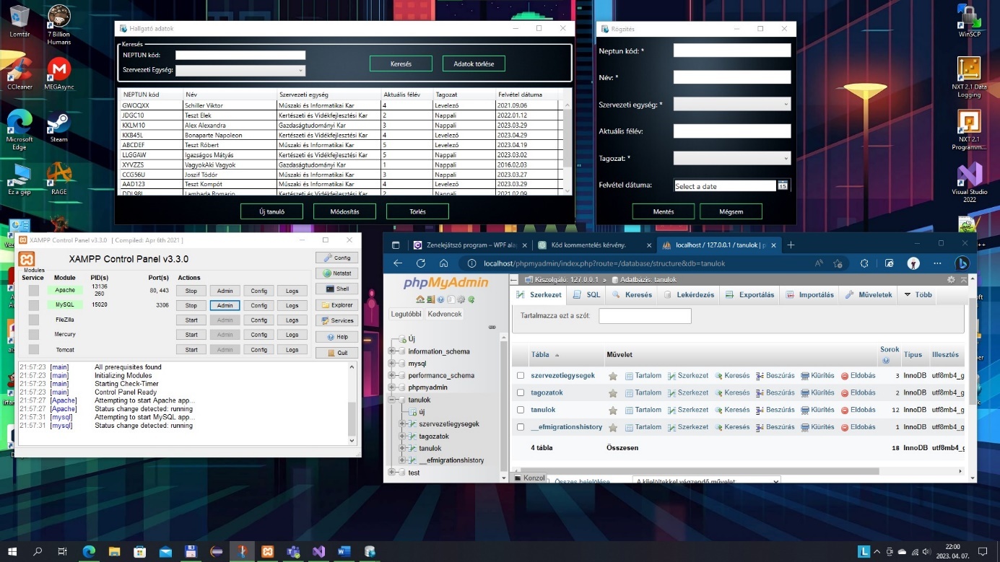 Lomtár
7 Billion Humans
CCleaner
MEGAsync
Microsoft Edge
Steam
Ez a gép
RAGE
WinSCP
NXT 2.1 Data Logging
NXT 2.1 Programm...
Visual Studio 2022
Hallgató adatok
Keresés
NEPTUN kód:
Szervezeti Egység:
Keresés Adatok törlése
NEPTUN kód Név Szervezeti egység Aktuális félév Tagozat Felvétel dátuma
GWOQXX Schiller Viktor Műszaki és Informatikai Kar 4 Levelező 2021.09.06
JDGC10 Teszt Elek Kertészeti és Vidékfejlesztési Kar 2 Nappali 2022.01.12
KKLM10 Alex Alexandra Gazdaságtudományi Kar 3 Nappali 2023.03.29
KKB45L Bonaparte Napoleon Kertészeti és Vidékfejlesztési Kar 4 Levelező 2023.04.29
ABCDEF Teszt Róbert Műszaki és Informatikai Kar 5 Levelező 2023.04.19
LLGGAW Igazságos Mátyás Kertészeti és Vidékfejlesztési Kar 5 Nappali 2023.03.02
XYVZZS VagyokAki Vagyok Gazdaságtudományi Kar 1 Nappali 2016.02.03
CCG56U Joszif Tódór Műszaki és Informatikai Kar 3 Nappali 2023.03.27
AAD123 Teszt Kompót Műszaki és Informatikai Kar 4 Levelező 2023.03.29
DDL98L Lambada Romario Kertészeti és Vidékfejlesztési Kar 2 Nappali 2021.02.09
Új tanuló Módosítás Törlés
Rögzítés
Neptun kód: *
Név: *
Szervezeti egység: *
Aktuális félév:
Tagozat: *
Felvétel dátuma: Select a date 15
Mentés Mégsem
XAMPP Control Panel v3.3.0 [ Compiled: Apr 6th 2021 ]
XAMPP Control Panel v3.3.0
Modules
Service Module PID(s) Port(s) Actions
Apache 13136 260 80, 443 Stop Admin Config Logs
MySQL 15020 3306 Stop Admin Config Logs
FileZilla Start Admin Config Logs
Mercury Start Admin Config Logs
Tomcat Start Admin Config Logs
Config
Netstat
Shell
Explorer
Services
Help
Quit
21:57:23 [main] All prerequisites found
21:57:23 [main] Initializing Modules
21:57:23 [main] Starting Check-Timer
21:57:23 [main] Control Panel Ready
21:57:27 [Apache] Attempting to start Apache app...
21:57:27 [Apache] Status change detected: running
21:57:31 [mysql] Attempting to start MySQL app...
21:57:31 [mysql] Status change detected: running
Zenelejátszó program – WPF ala
Kód kommentelés kérvény.
localhost / 127.0.0.1 / tanulok | p
localhost/phpmyadmin/index.php?route=/database/structure&db=tanulok
phpMyAdmin
Legutóbbi Kedvencek
Új
information_schema
mysql
performance_schema
phpmyadmin
tanulok
új
szervezetiegysegek
tagozatok
tanulok
__efmigrationshistory
test
Kiszolgáló: 127.0.0.1 » Adatbázis: tanulok
Szerkezet SQL Keresés Lekérdezés Exportálás Importálás Műveletek Több
Tartalmazza ezt a szót:
Tábla Művelet Sorok Típus Illesztés
szervezetiegysegek Tartalom Szerkezet Keresés Beszúrás Kiürítés Eldobás 3 InnoDB utf8mb4_g
tagozatok Tartalom Szerkezet Keresés Beszúrás Kiürítés Eldobás 2 InnoDB utf8mb4_g
tanulok Tartalom Szerkezet Keresés Beszúrás Kiürítés Eldobás 12 InnoDB utf8mb4_g
__efmigrationshistory Tartalom Szerkezet Keresés Beszúrás Kiürítés Eldobás 1 InnoDB utf8mb4_g
4 tábla Összesen 18 InnoDB utf8mb4_g
Konzol Összes bejelölése A kijelöltekkel végzendő művelet:
22:00
2023. 04. 07.